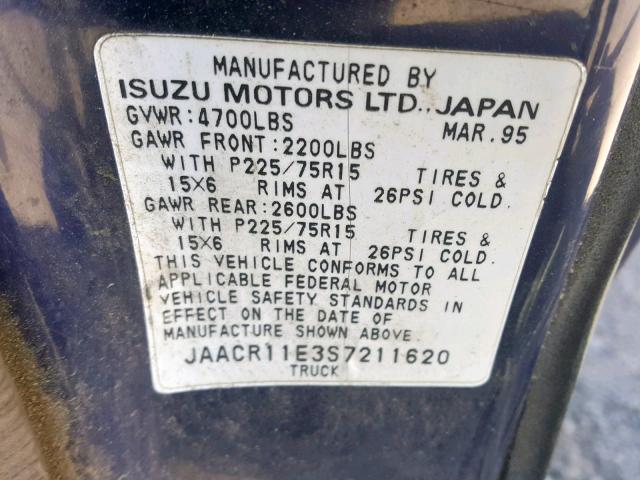 MANUFACTURED BY
ISUZU MOTORS LTD., JAPAN
GVWR:4700LBS MAR.95
GAWR FRONT:2200LBS
WITH P225/75R15 TIRES &
15X6 RIMS AT 26PSI COLD.
GAWR REAR:2600LBS
WITH P225/75R15 TIRES &
15X6 RIMS AT 26PSI COLD.
THIS VEHICLE CONFORMS TO ALL
APPLICABLE FEDERAL MOTOR
VEHICLE SAFETY STANDARDS IN
EFFECT ON THE DATE OF
MANUFACTURE SHOWN ABOVE.
JAACR11E3S7211620
TRUCK